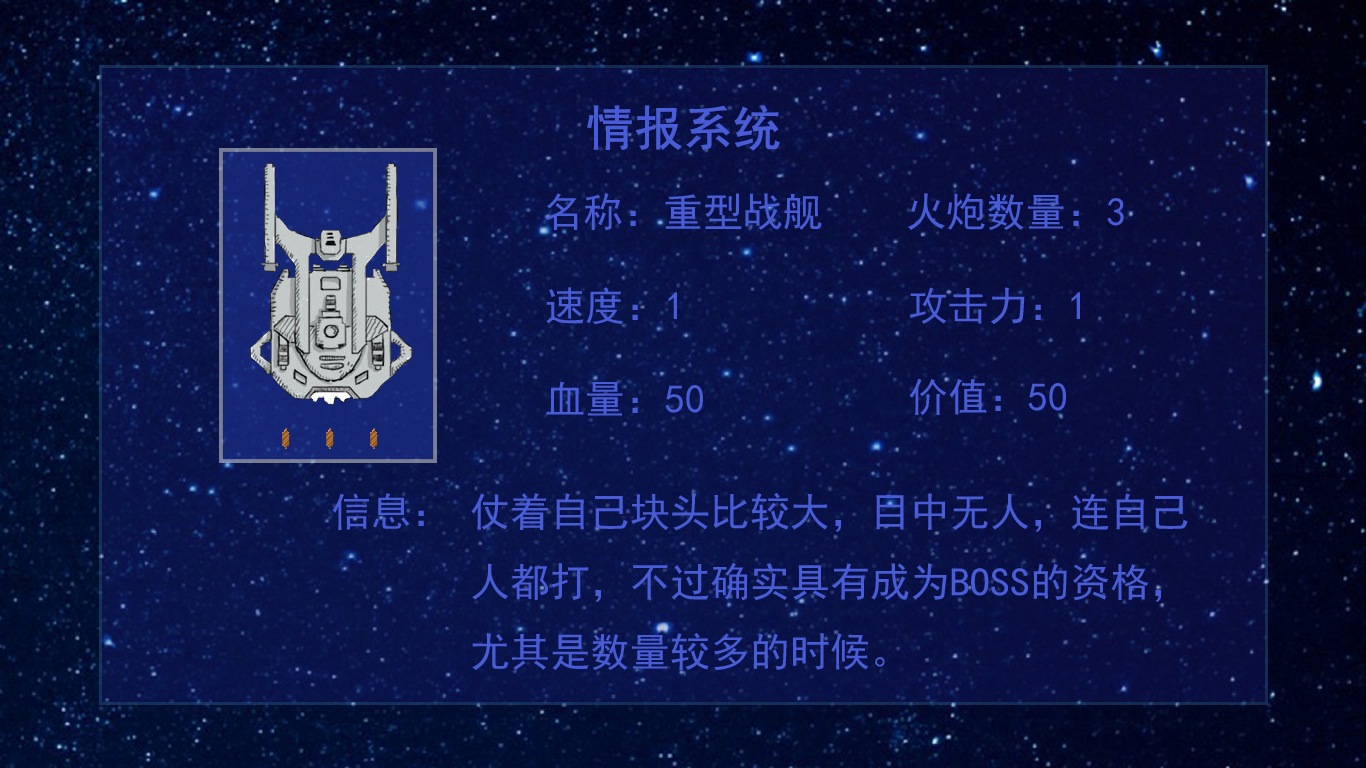 情报系统
名称：重型战舰 火炮数量：3
速度：1 攻击力：1
血量：50 价值：50
信息： 仗着自己块头比较大，目中无人，连自己
人都打，不过确实具有成为BOSS的资格，
尤其是数量较多的时候。